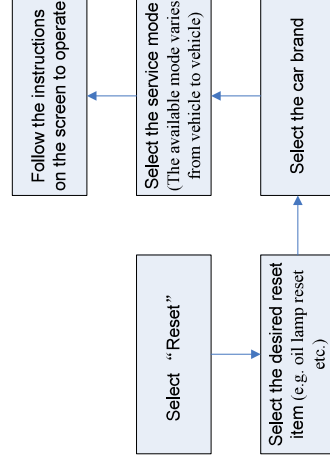 Select “Reset”
Select the desired reset
item (e.g. oil lamp reset
etc.)
Select the car brand
Select the service mode
(The available mode varies
from vehicle to vehicle)
Follow the instructions
on the screen to operate